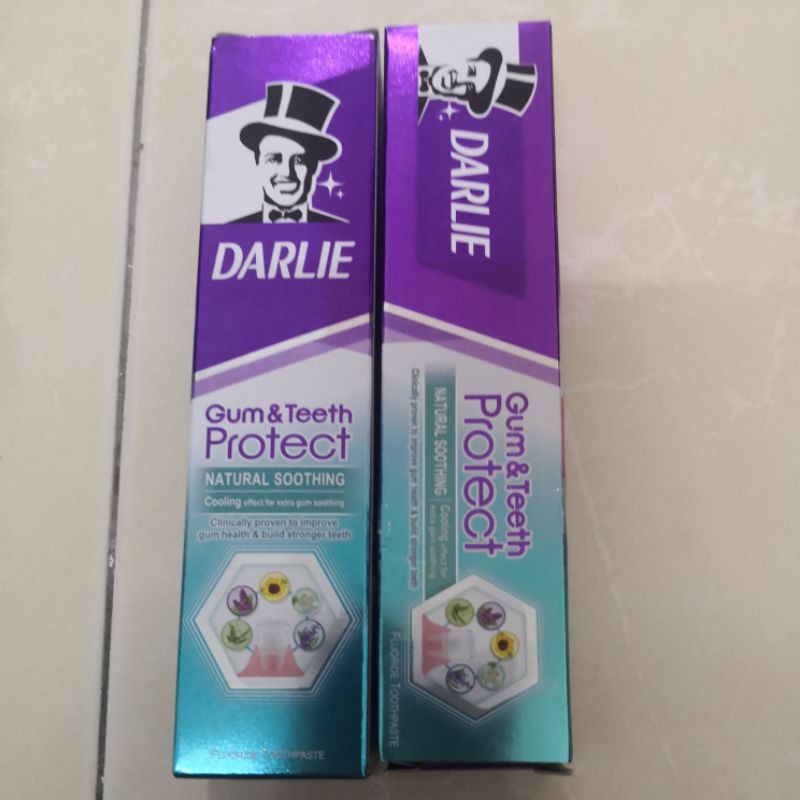 DARLIE
Gum & Teeth
Protect
NATURAL SOOTHING
Cooling effect for extra gum soothing
Clinically proven to improve
gum health & build stronger teeth
FLUORIDE TOOTHPASTE
DARLIE
Gum & Teeth
Protect
NATURAL SOOTHING
Cooling effect for
extra gum soothing
Clinically proven to improve gum health & build stronger teeth
FLUORIDE TOOTHPASTE